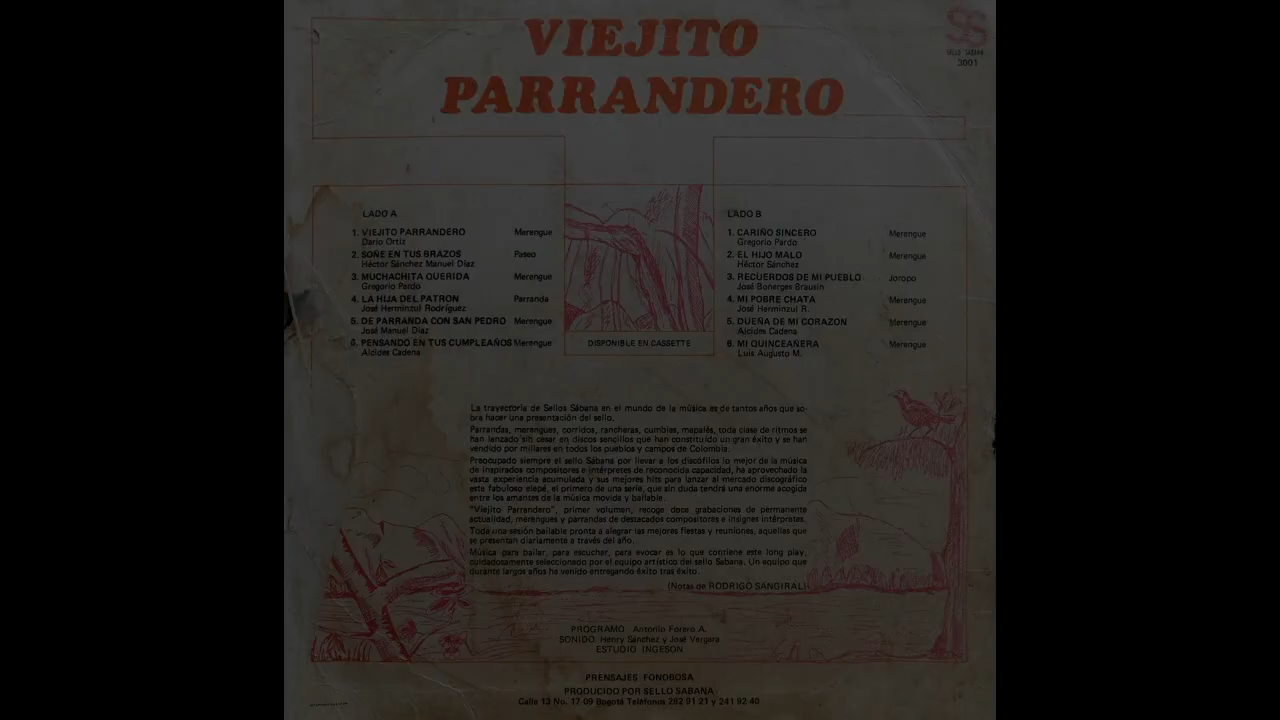 VIEJITO
PARRANDERO
SELLO SABANA
3001
LADO A
1. VIEJITO PARRANDERO Merengue
Dario Ortiz
2. SOÑE EN TUS BRAZOS Paseo
Héctor Sánchez Manuel Díaz
3. MUCHACHITA QUERIDA Merengue
Gregorio Pardo
4. LA HIJA DEL PATRON Parranda
José Herminzul Rodríguez
5. DE PARRANDA CON SAN PEDRO Merengue
José Manuel Díaz
6. PENSANDO EN TUS CUMPLEAÑOS Merengue
Alcides Cadena
DISPONIBLE EN CASSETTE
LADO B
1. CARIÑO SINCERO Merengue
Gregorio Pardo
2. EL HIJO MALO Merengue
Héctor Sánchez
3. RECUERDOS DE MI PUEBLO Joropo
José Bonerges Brausin
4. MI POBRE CHATA Merengue
José Herminzul R.
5. DUEÑA DE MI CORAZON Merengue
Alcides Cadena
6. MI QUINCEAÑERA Merengue
Luis Augusto M.
La trayectoria de Sellos Sábana en el mundo de la música es de tantos años que so-
bra hacer una presentación del sello.
Parrandas, merengues, corridos, rancheras, cumbias, mapalés, toda clase de ritmos se
han lanzado sin cesar en discos sencillos que han constituído un gran éxito y se han
vendido por millares en todos los pueblos y campos de Colombia.
Preocupado siempre el sello Sábana por llevar a los discófilos lo mejor de la música
de inspirados compositores e intérpretes de reconocida capacidad, ha aprovechado la
vasta experiencia acumulada y sus mejores hits para lanzar al mercado discográfico
este fabuloso elepé, el primero de una serie, que sin duda tendrá una enorme acogida
entre los amantes de la música movida y bailable.
"Viejito Parrandero", primer volumen, recoge doce grabaciones de permanente
actualidad, merengues y parrandas de destacados compositores e insignes intérpretes.
Toda una sesión bailable pronta a alegrar las mejores fiestas y reuniones, aquellas que
se presentan diariamente a través del año.
Música para bailar, para escuchar, para evocar es lo que contiene este long play,
cuidadosamente seleccionado por el equipo artístico del sello Sabana. Un equipo que
durante largos años ha venido entregando éxito tras éxito.
(Notas de RODRIGO SANGIRAL)
PROGRAMO Antonio Forero A.
SONIDO Henry Sánchez y José Vergara
ESTUDIO INGESON
PRENSAJES FONOBOSA
PRODUCIDO POR SELLO SABANA
Calle 13 No. 17 09 Bogotá Teléfonos 282 91 21 y 241 92 40